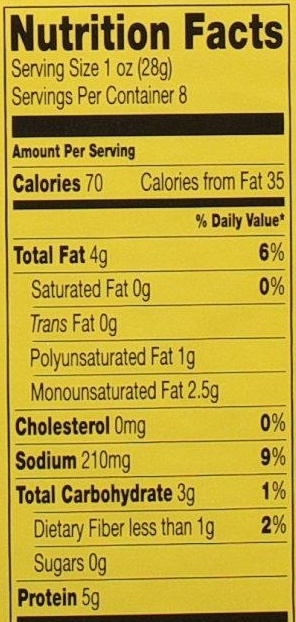 Nutrition Facts
Serving Size 1 oz (28g)
Servings Per Container 8
Amount Per Serving
Calories 70 Calories from Fat 35
% Daily Value*
Total Fat 4g 6%
Saturated Fat 0g 0%
Trans Fat 0g
Polyunsaturated Fat 1g
Monounsaturated Fat 2.5g
Cholesterol 0mg 0%
Sodium 210mg 9%
Total Carbohydrate 3g 1%
Dietary Fiber less than 1g 2%
Sugars 0g
Protein 5g